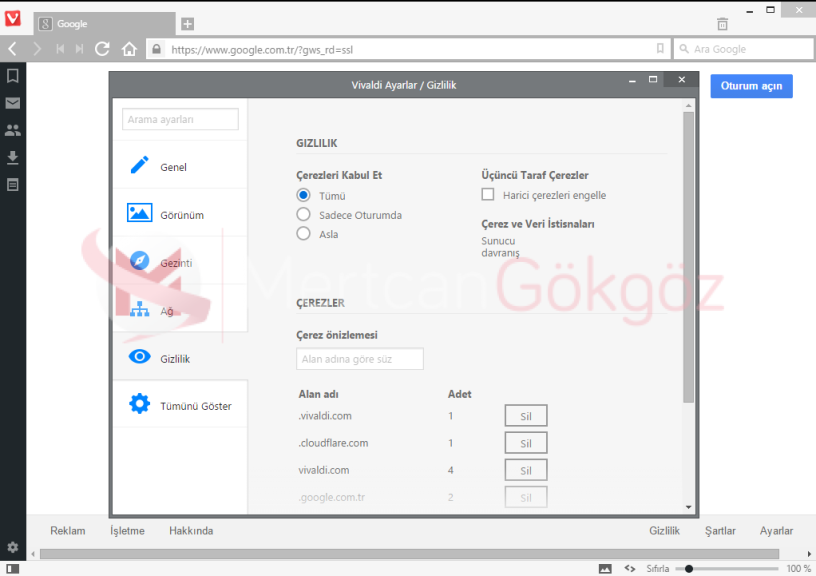 Google
https://www.google.com.tr/?gws_rd=ssl
Ara Google
Vivaldi Ayarlar / Gizlilik
Oturum açın
Arama ayarları
Genel
Görünüm
Gezinti
Ağ
Gizlilik
Tümünü Göster
GIZLILIK
Çerezleri Kabul Et
Tümü
Sadece Oturumda
Asla
Üçüncü Taraf Çerezler
Harici çerezleri engelle
Çerez ve Veri İstisnaları
Sunucu
davranış
MertcanGökgöz
ÇEREZLER
Çerez önizlemesi
Alan adına göre süz
Alan adı Adet
.vivaldi.com 1 Sil
.cloudflare.com 1 Sil
vivaldi.com 4 Sil
.google.com.tr 2 Sil
Reklam İşletme Hakkında Gizlilik Şartlar Ayarlar
Sıfırla 100 %